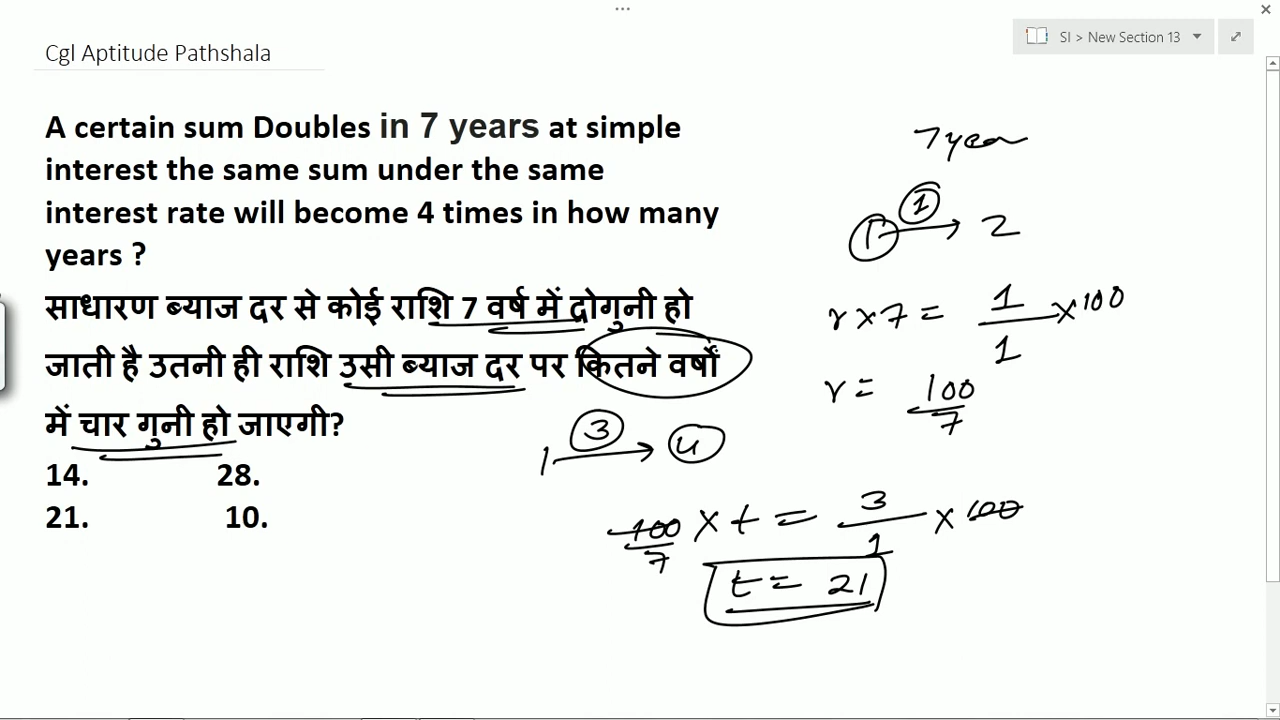 Cgl Aptitude Pathshala
SI > New Section 13
A certain sum Doubles in 7 years at simple
interest the same sum under the same
interest rate will become 4 times in how many
years ?
साधारण ब्याज दर से कोई राशि 7 वर्ष में दोगुनी हो
जाती है उतनी ही राशि उसी ब्याज दर पर कितने वर्षों
में चार गुनी हो जाएगी?
14. 28.
21. 10.
7 year
1 → 2
1
r x 7 = 1/1 x 100
r = 100/7
1 → 4
3
100/7 x t = 3/1 x 100
t = 21